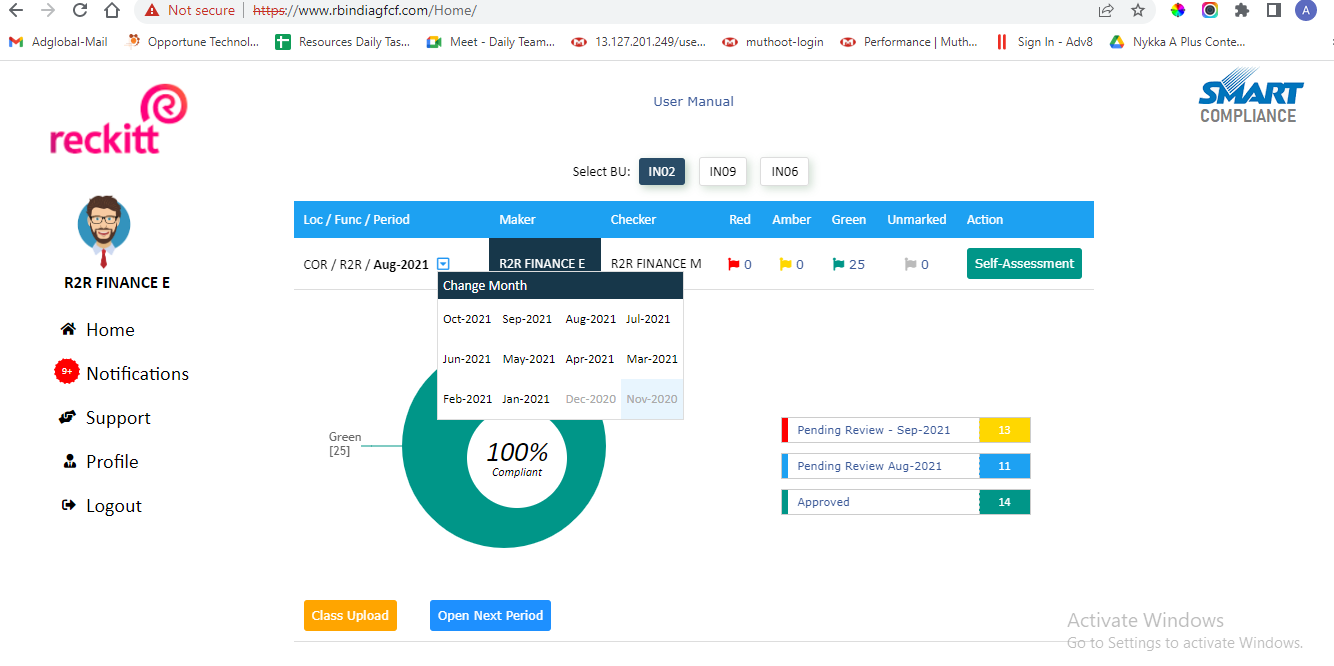 Not secure https://www.rbindiagfcf.com/Home/
A
Adglobal-Mail Opportune Technol... Resources Daily Tas... Meet - Daily Team... 13.127.201.249/use... muthoot-login Performance | Muth... Sign In - Adv8 Nykka A Plus Conte...
reckitt
User Manual
SMART
COMPLIANCE
Select BU: IN02 IN09 IN06
R2R FINANCE E
Home
9+ Notifications
Support
Profile
Logout
Loc / Func / Period Maker Checker Red Amber Green Unmarked Action
COR / R2R / Aug-2021 R2R FINANCE E R2R FINANCE M 0 0 25 0 Self-Assessment
Change Month
Oct-2021 Sep-2021 Aug-2021 Jul-2021
Jun-2021 May-2021 Apr-2021 Mar-2021
Feb-2021 Jan-2021 Dec-2020 Nov-2020
Green
[25]
100%
Compliant
Pending Review - Sep-2021 13
Pending Review Aug-2021 11
Approved 14
Class Upload Open Next Period
Activate Windows
Go to Settings to activate Windows.